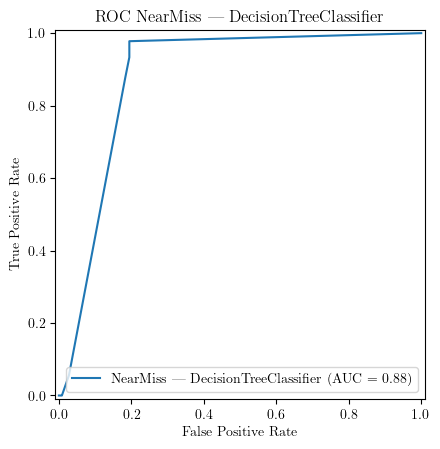 ROC NearMiss — DecisionTreeClassifier
1.0
0.8
0.6
0.4
0.2
0.0
True Positive Rate
NearMiss — DecisionTreeClassifier (AUC = 0.88)
0.0 0.2 0.4 0.6 0.8 1.0
False Positive Rate